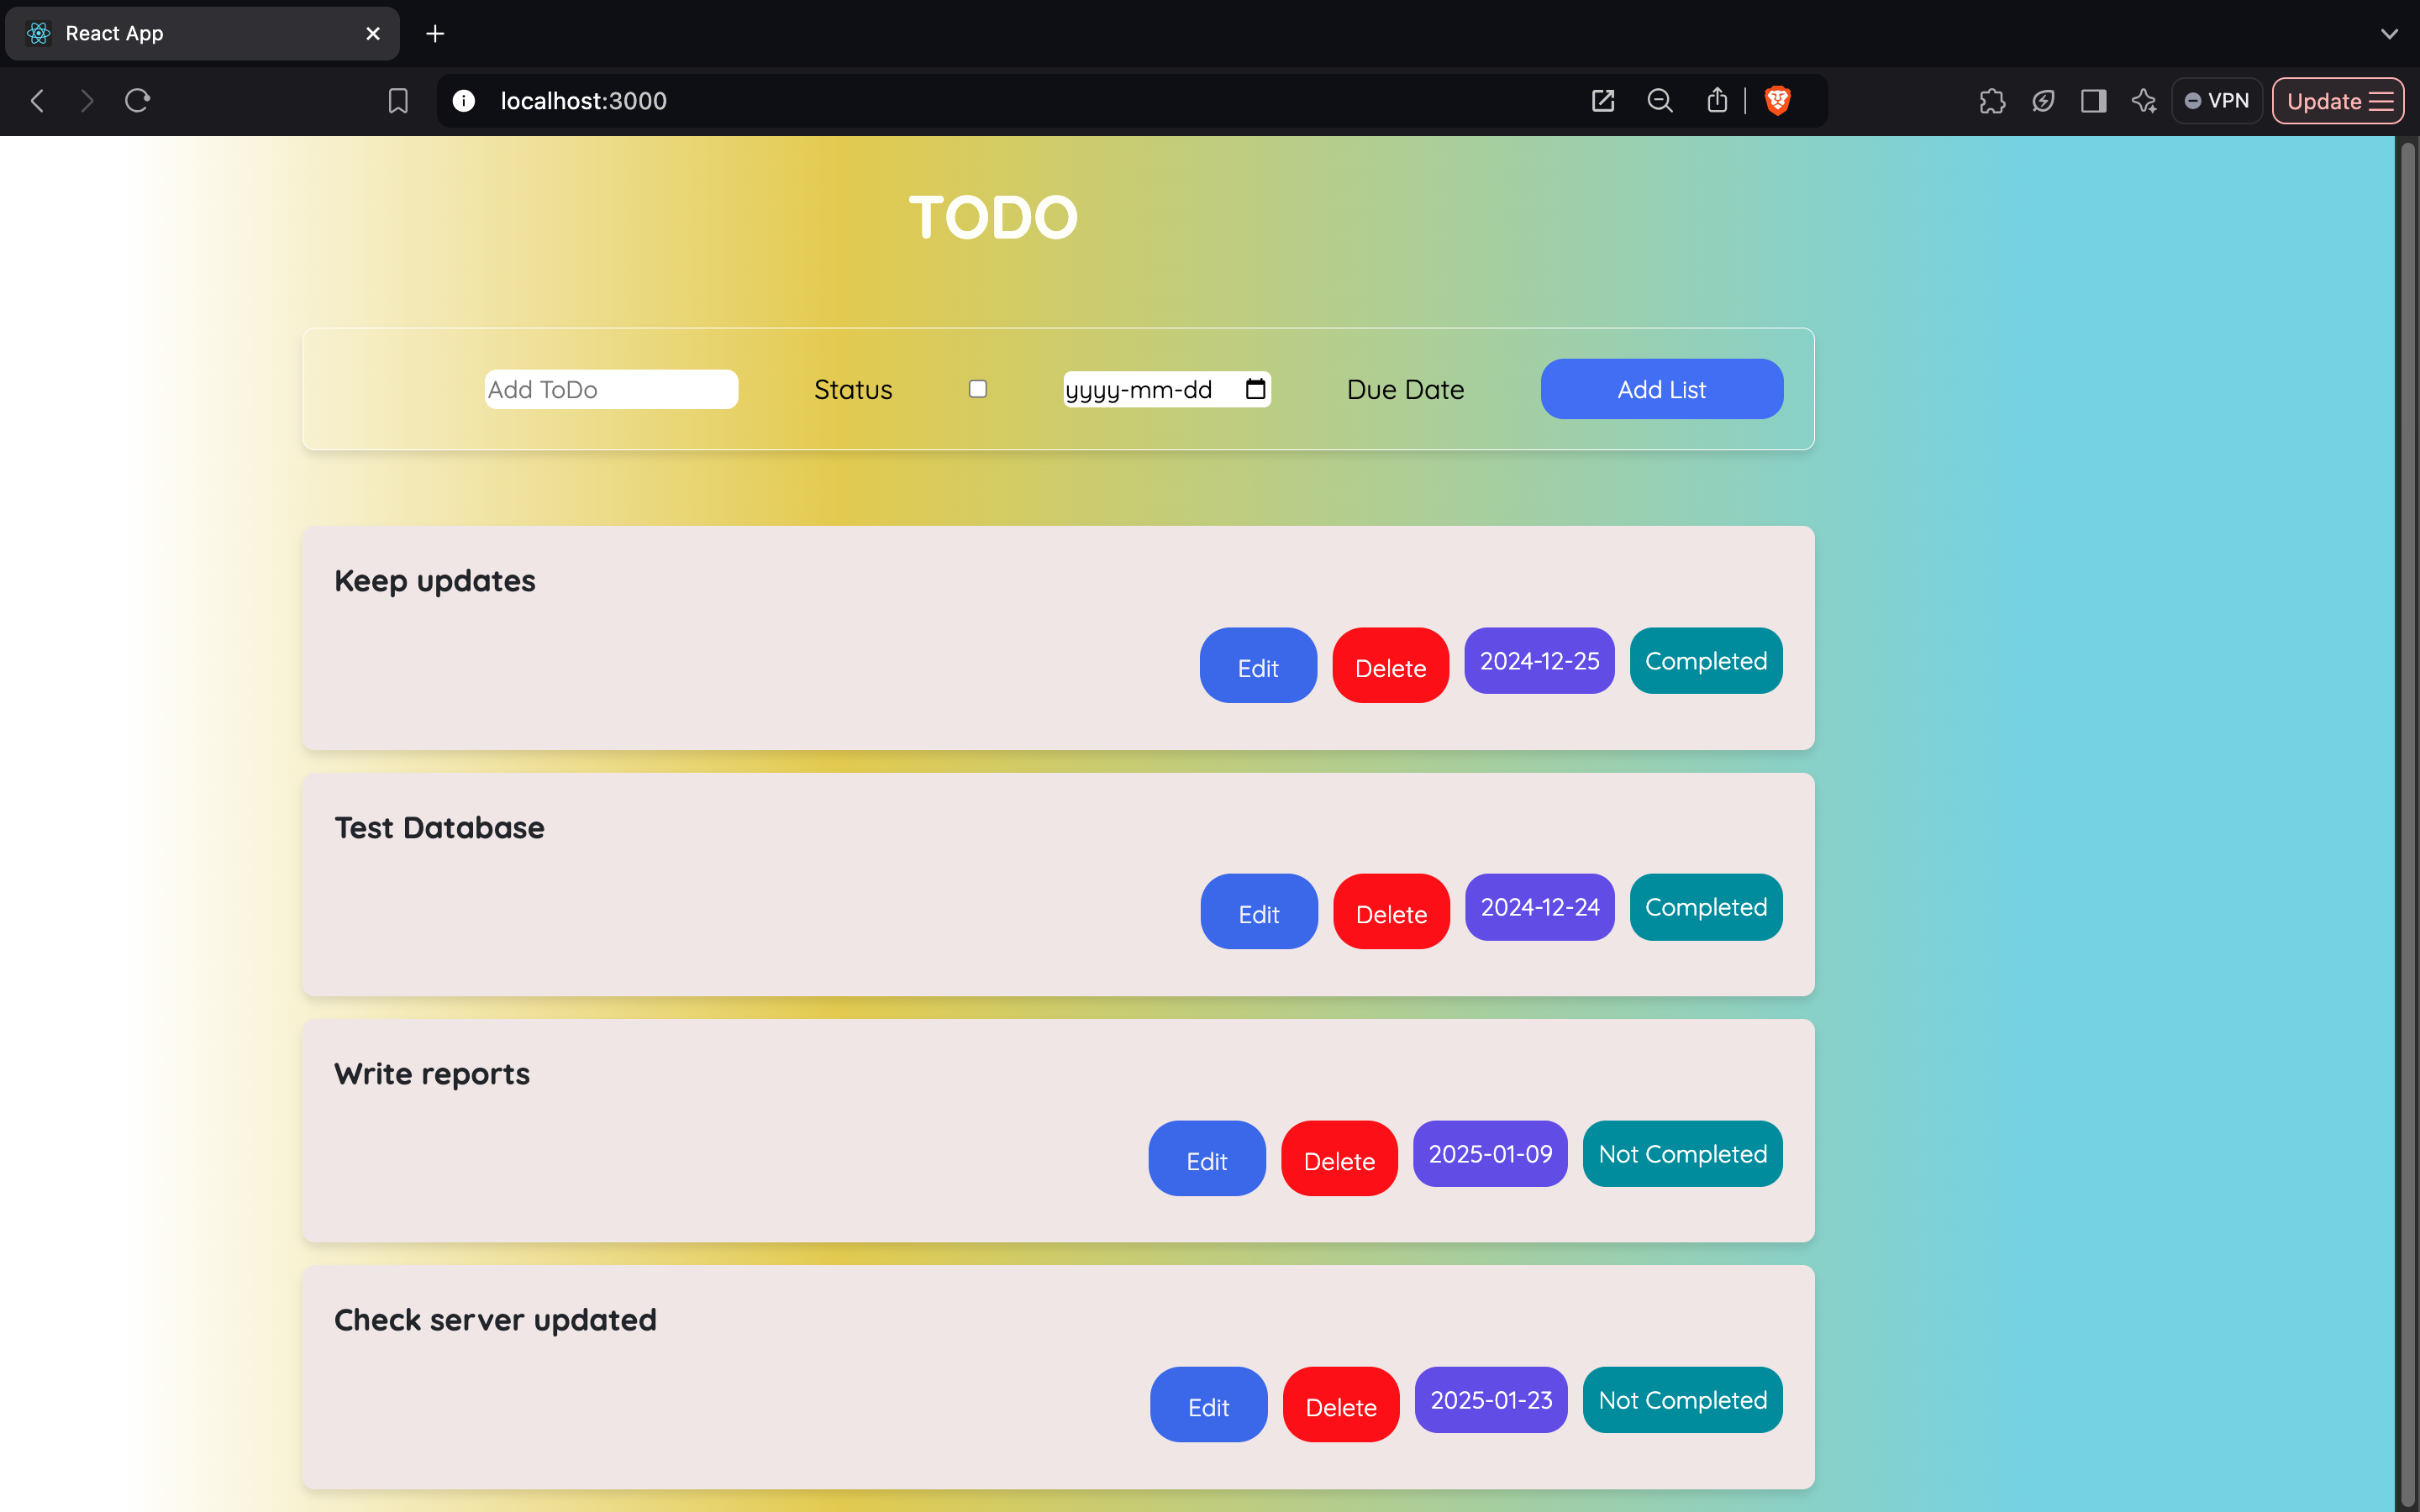 React App
localhost:3000
VPN
Update
TODO
Add ToDo Status yyyy-mm-dd Due Date Add List
Keep updates
Edit Delete 2024-12-25 Completed
Test Database
Edit Delete 2024-12-24 Completed
Write reports
Edit Delete 2025-01-09 Not Completed
Check server updated
Edit Delete 2025-01-23 Not Completed